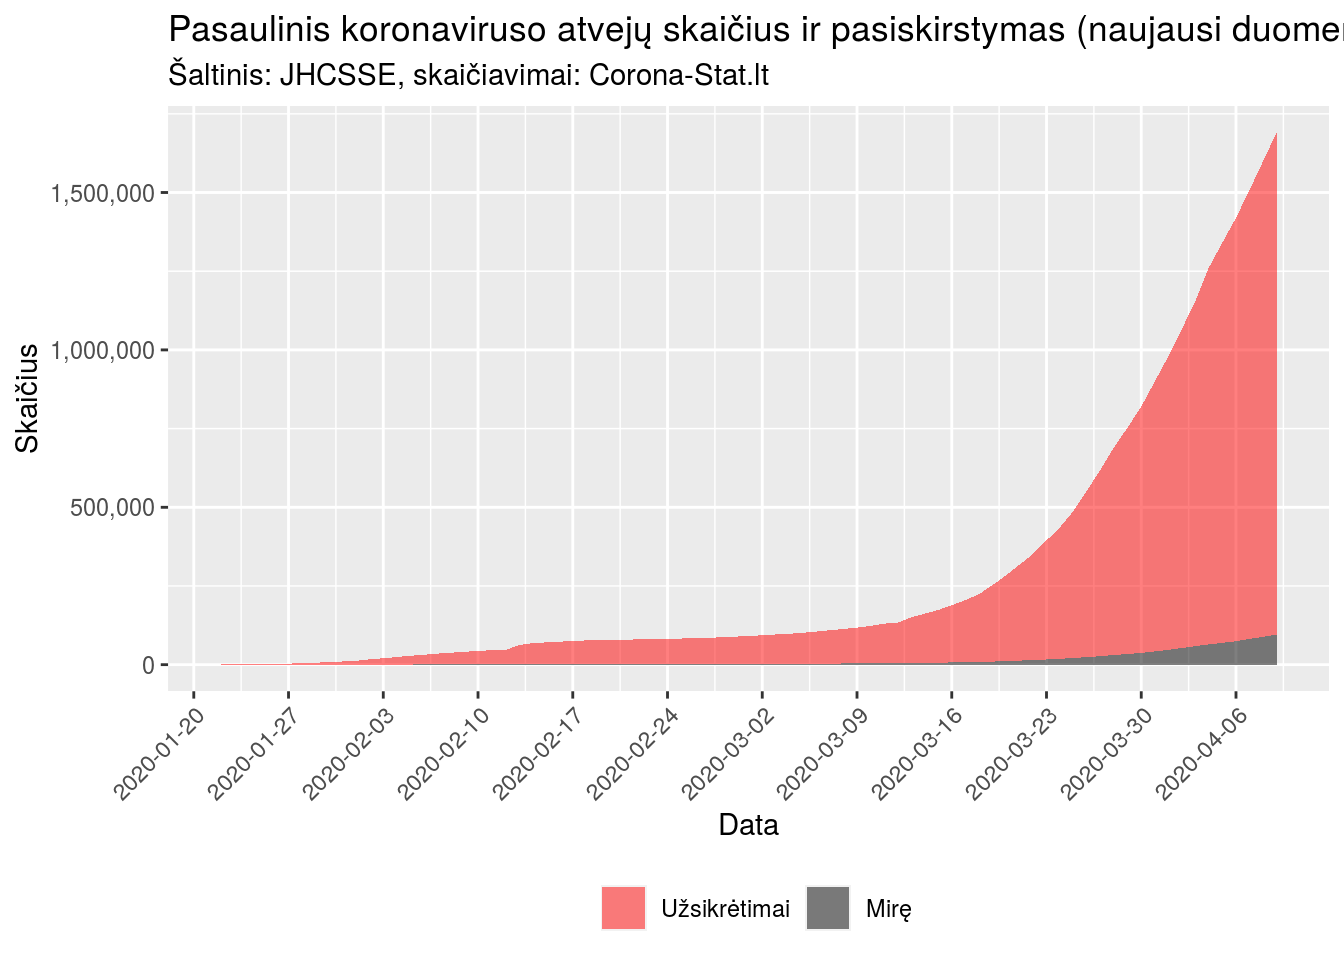 Pasaulinis koronaviruso atvejų skaičius ir pasiskirstymas (naujausi
Šaltinis: JHCSSE, skaičiavimai: Corona-Stat.lt
Skaičius
1,500,000
1,000,000
500,000
0
2020-01-20
2020-01-27
2020-02-03
2020-02-10
2020-02-17
2020-02-24
2020-03-02
2020-03-09
2020-03-16
2020-03-23
2020-03-30
2020-04-06
Data
Užsikrėtimai
Mirę